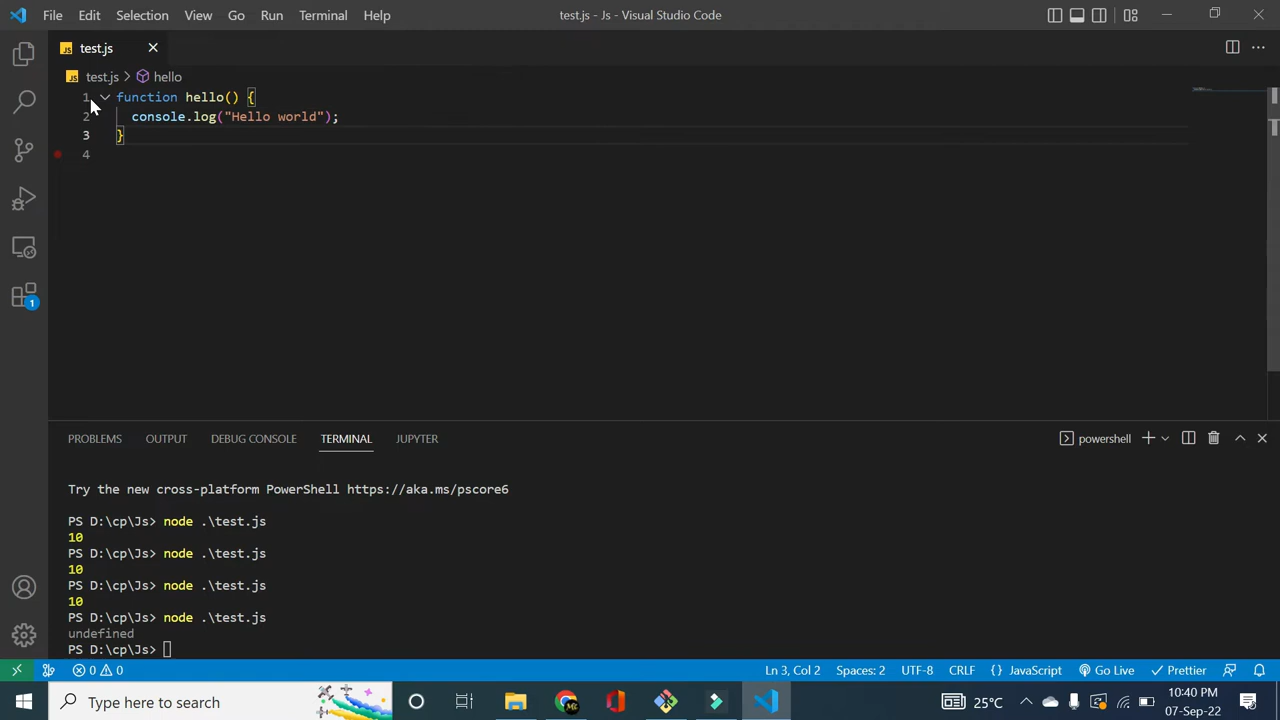 File Edit Selection View Go Run Terminal Help test.js - Js - Visual Studio Code
JS test.js
JS test.js > hello
1 function hello() {
2 console.log("Hello world");
3 }
4
1
PROBLEMS OUTPUT DEBUG CONSOLE TERMINAL JUPYTER powershell
Try the new cross-platform PowerShell https://aka.ms/pscore6
PS D:\cp\Js> node .\test.js
10
PS D:\cp\Js> node .\test.js
10
PS D:\cp\Js> node .\test.js
10
PS D:\cp\Js> node .\test.js
undefined
PS D:\cp\Js>
0 0 Ln 3, Col 2 Spaces: 2 UTF-8 CRLF {} JavaScript Go Live Prettier
Type here to search 25°C 10:40 PM
07-Sep-22